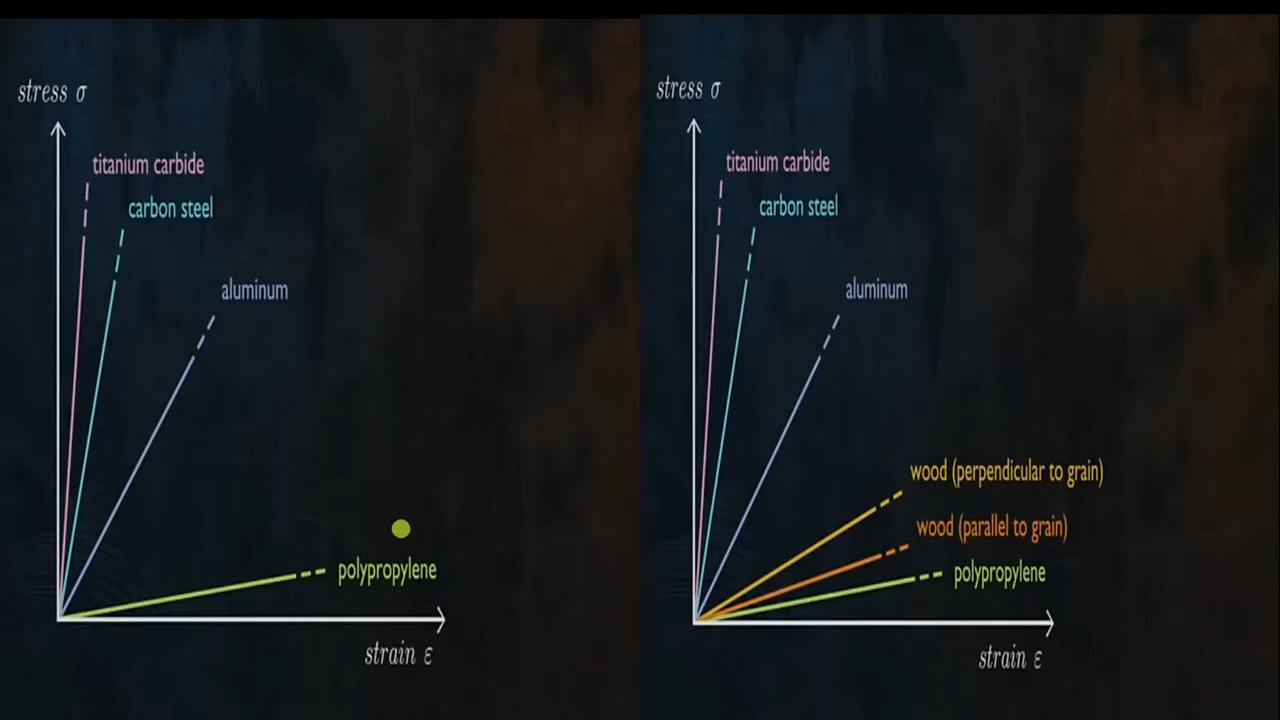 stress σ
titanium carbide
carbon steel
aluminum
polypropylene
strain ε
stress σ
titanium carbide
carbon steel
aluminum
wood (perpendicular to grain)
wood (parallel to grain)
polypropylene
strain ε